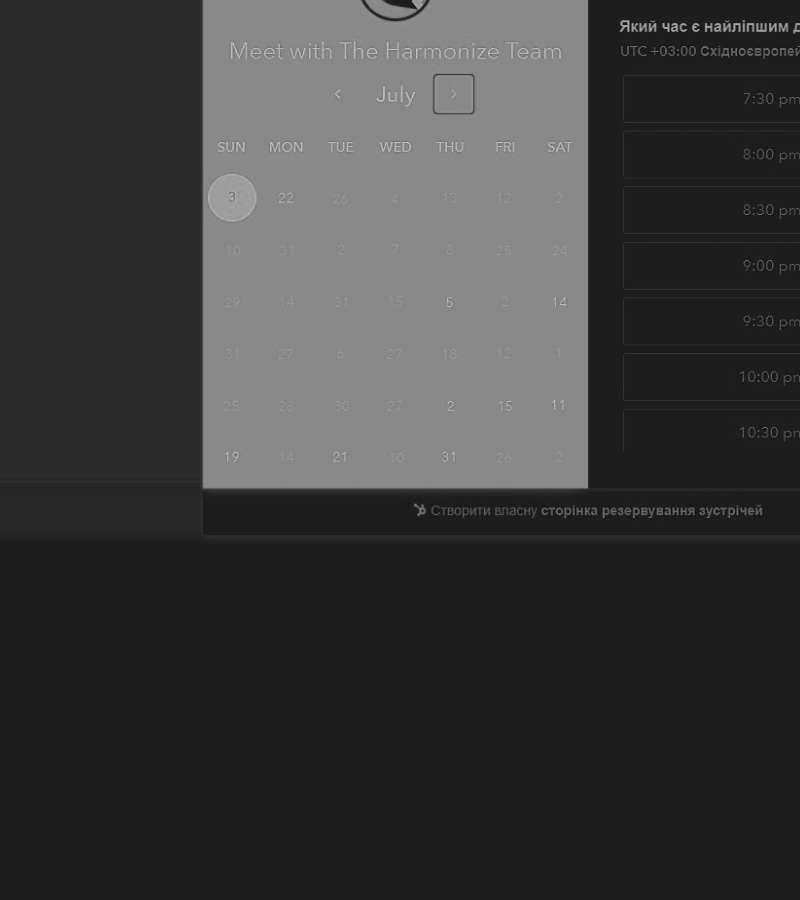 Meet with The Harmonize Team
July
SUN MON TUE WED THU FRI SAT
3 22 26 4 13 12 2
10 31 2 7 8 25 24
29 14 31 15 5 2 14
31 27 6 27 18 12 1
25 28 30 27 2 15 11
19 14 21 10 31 26 2
Який час є найліпшим
UTC +03:00 Східноєвропей
7:30 pm
8:00 pm
8:30 pm
9:00 pm
9:30 pm
10:00 pm
10:30 pm
Створити власну сторінка резервування зустрічей